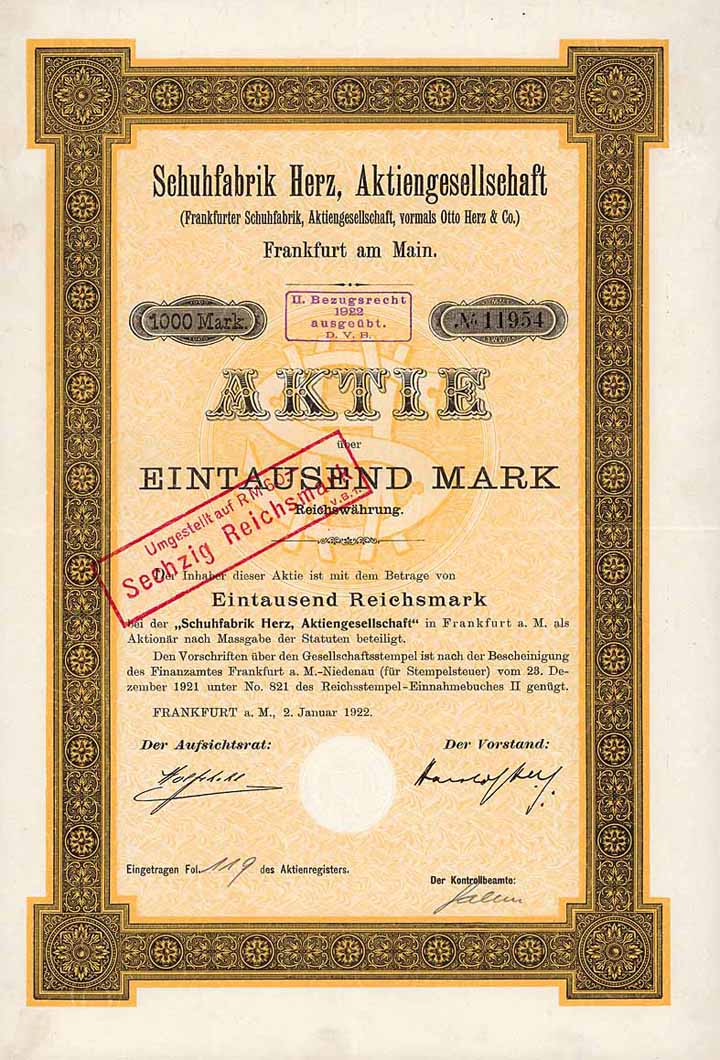 Schuhfabrik Herz, Aktiengesellschaft
(Frankfurter Schuhfabrik, Aktiengesellschaft, vormals Otto Herz & Co.)
Frankfurt am Main.
1000 Mark.
II. Bezugsrecht
1922
ausgeübt.
D. V. B.
№ 11954
AKTIE
über
EINTAUSEND MARK
Reichswährung.
Umgestellt auf RM 60.-
Sechzig Reichsmark
Der Inhaber dieser Aktie ist mit dem Betrage von
Eintausend Reichsmark
bei der „Schuhfabrik Herz, Aktiengesellschaft" in Frankfurt a. M. als
Aktionär nach Massgabe der Statuten beteiligt.
Den Vorschriften über den Gesellschaftsstempel ist nach der Bescheinigung
des Finanzamtes Frankfurt a. M.-Niedenau (für Stempelsteuer) vom 23. De-
zember 1921 unter No. 821 des Reichsstempel-Einnahmebuches II genügt.
FRANKFURT a. M., 2. Januar 1922.
Der Aufsichtsrat:
Der Vorstand:
Eingetragen Fol. 119 des Aktienregisters.
Der Kontrollbeamte: